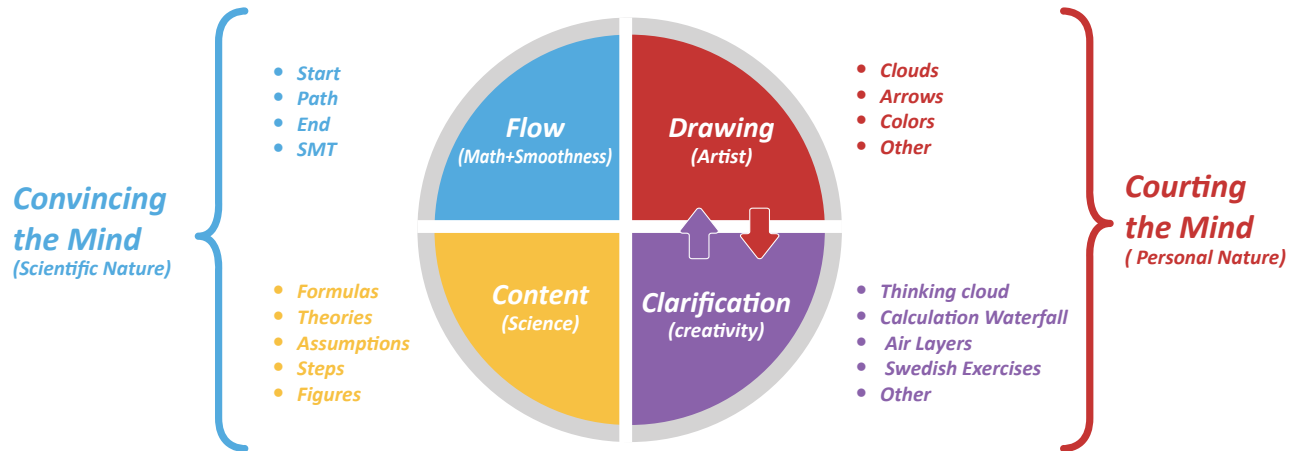 Convincing
the Mind
(Scientific Nature)
• Start
• Path
• End
• SMT
• Formulas
• Theories
• Assumptions
• Steps
• Figures
Flow
(Math+Smoothness)
Drawing
(Artist)
Content
(Science)
Clarification
(creativity)
• Clouds
• Arrows
• Colors
• Other
• Thinking cloud
• Calculation Waterfall
• Air Layers
• Swedish Exercises
• Other
Courting
the Mind
( Personal Nature)